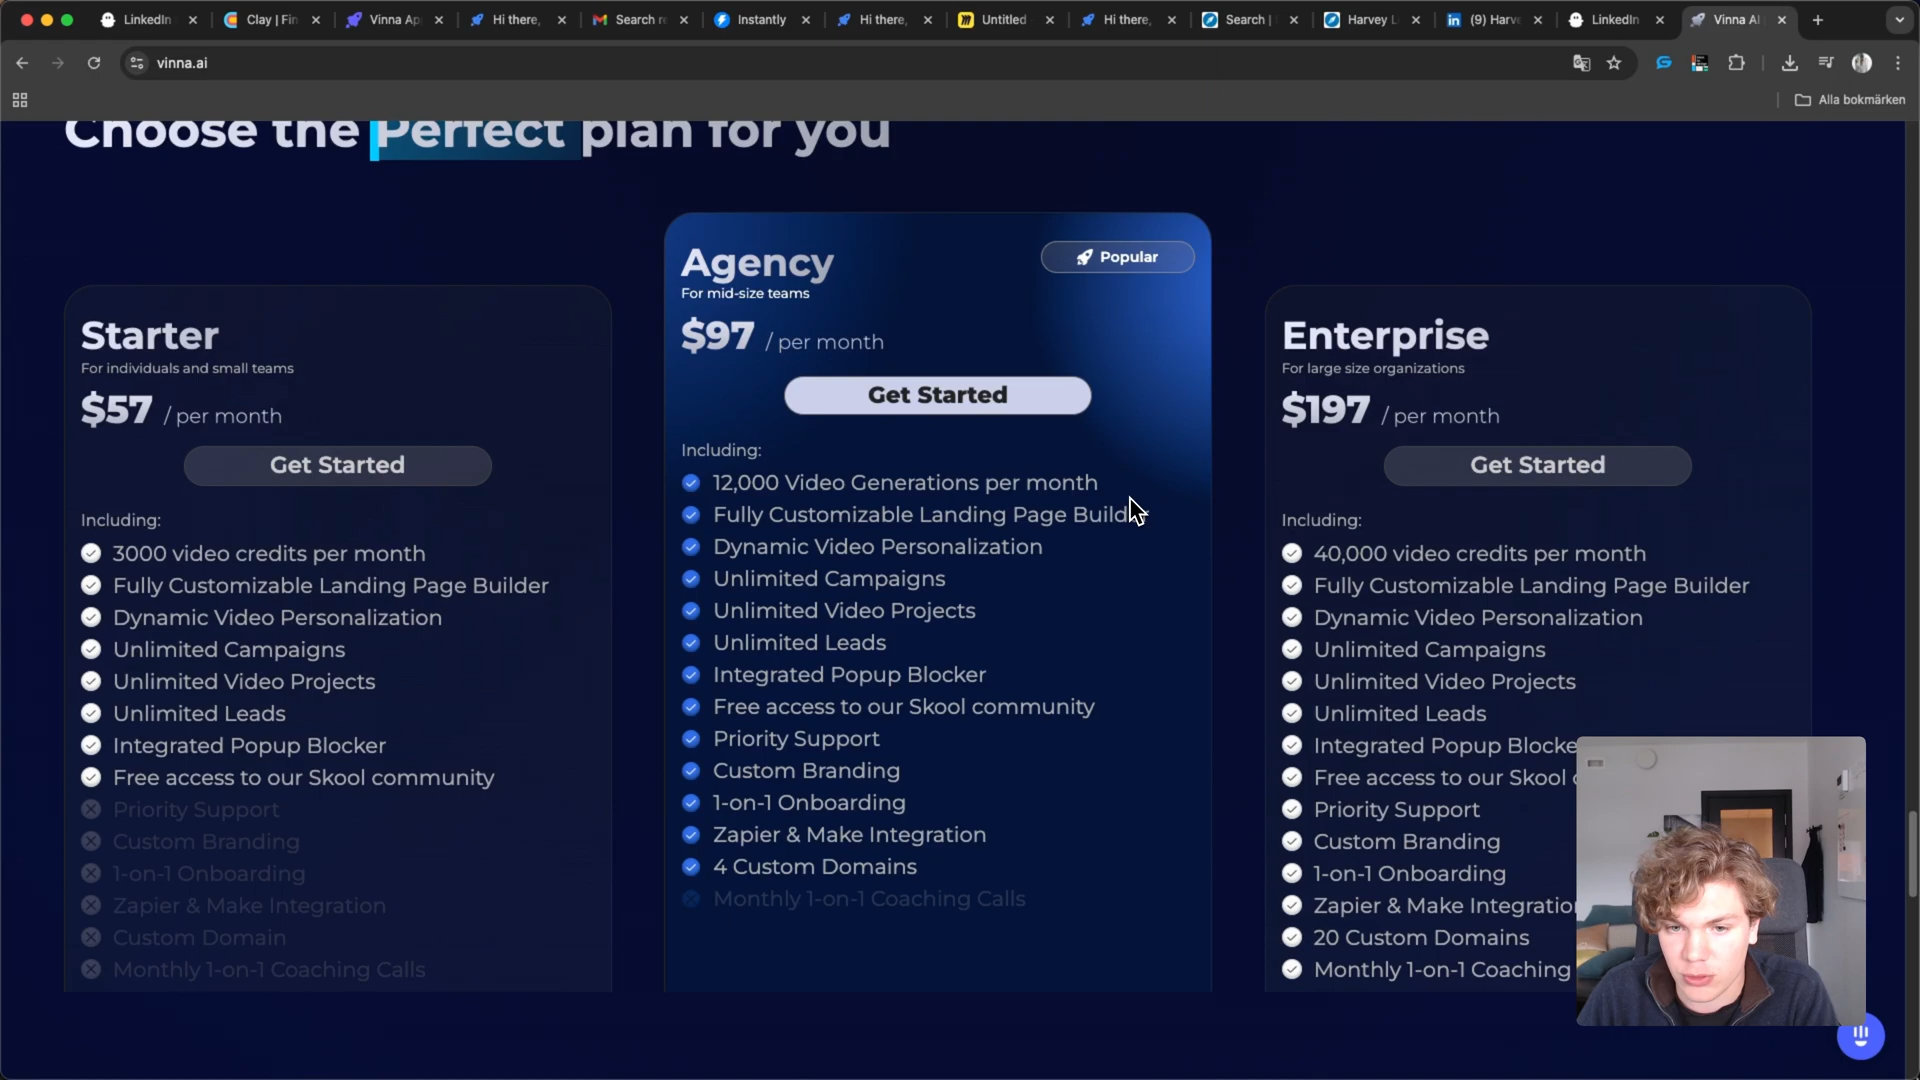 LinkedIn
Clay | Fin
Vinna Ap
Hi there,
Search re
Instantly
Hi there,
Untitled
Hi there,
Search |
Harvey L
(9) Harv
LinkedIn
Vinna AI
vinna.ai
Alla bokmärken
Choose the Perfect plan for you
Starter
For individuals and small teams
$57 / per month
Get Started
Including:
3000 video credits per month
Fully Customizable Landing Page Builder
Dynamic Video Personalization
Unlimited Campaigns
Unlimited Video Projects
Unlimited Leads
Integrated Popup Blocker
Free access to our Skool community
Priority Support
Custom Branding
1-on-1 Onboarding
Zapier & Make Integration
Custom Domain
Monthly 1-on-1 Coaching Calls
Agency
Popular
For mid-size teams
$97 / per month
Get Started
Including:
12,000 Video Generations per month
Fully Customizable Landing Page Builder
Dynamic Video Personalization
Unlimited Campaigns
Unlimited Video Projects
Unlimited Leads
Integrated Popup Blocker
Free access to our Skool community
Priority Support
Custom Branding
1-on-1 Onboarding
Zapier & Make Integration
4 Custom Domains
Monthly 1-on-1 Coaching Calls
Enterprise
For large size organizations
$197 / per month
Get Started
Including:
40,000 video credits per month
Fully Customizable Landing Page Builder
Dynamic Video Personalization
Unlimited Campaigns
Unlimited Video Projects
Unlimited Leads
Integrated Popup Blocke
Free access to our Skool
Priority Support
Custom Branding
1-on-1 Onboarding
Zapier & Make Integration
20 Custom Domains
Monthly 1-on-1 Coaching